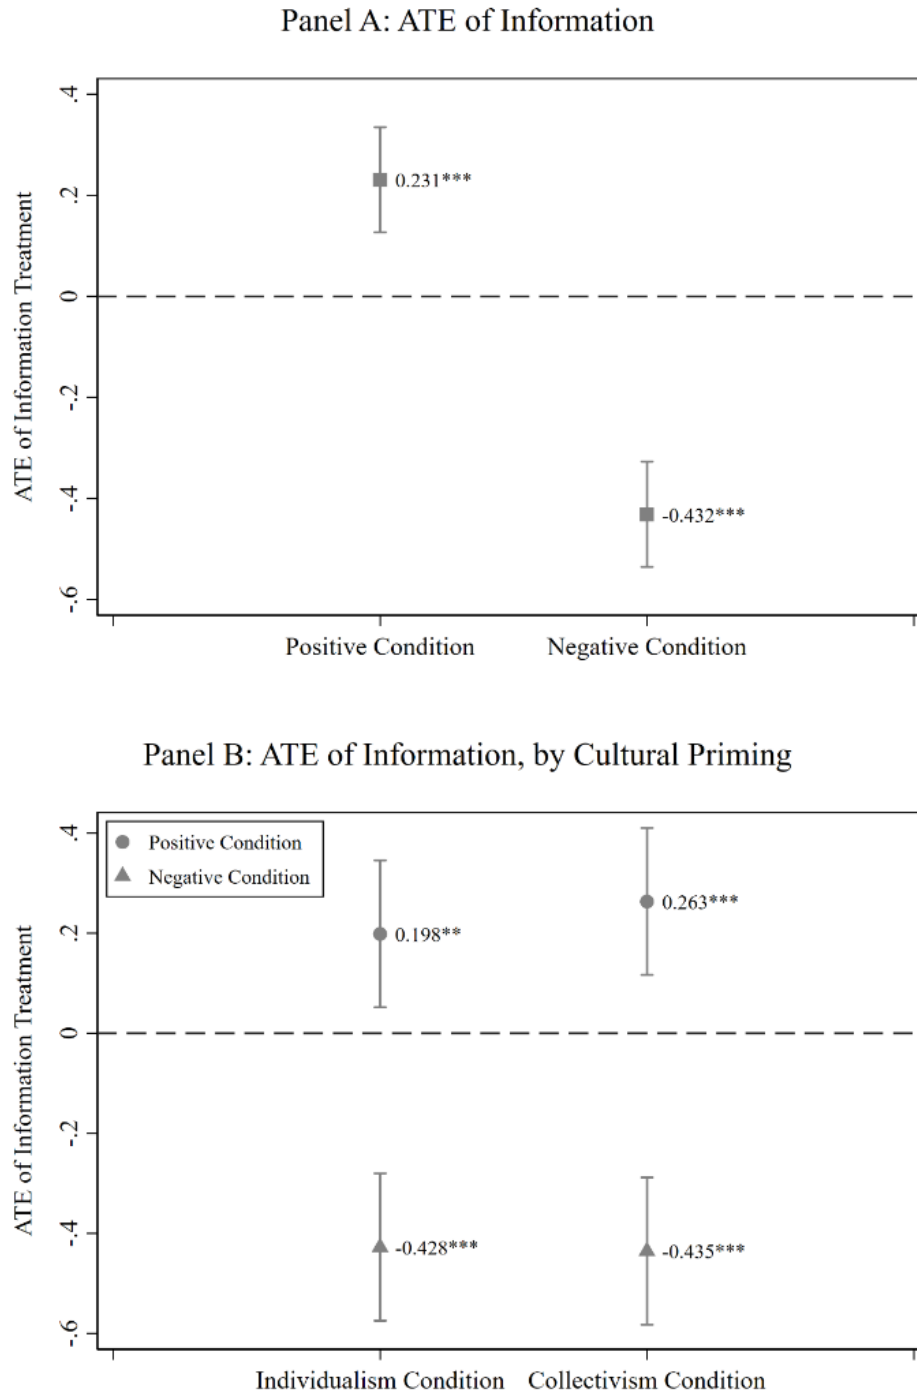 Panel A: ATE of Information
ATE of Information Treatment
.4
.2
0
-.2
-.4
-.6
0.231***
-0.432***
Positive Condition Negative Condition
Panel B: ATE of Information, by Cultural Priming
ATE of Information Treatment
.4
.2
0
-.2
-.4
-.6
Positive Condition
Negative Condition
0.198**
0.263***
-0.428***
-0.435***
Individualism Condition Collectivism Condition